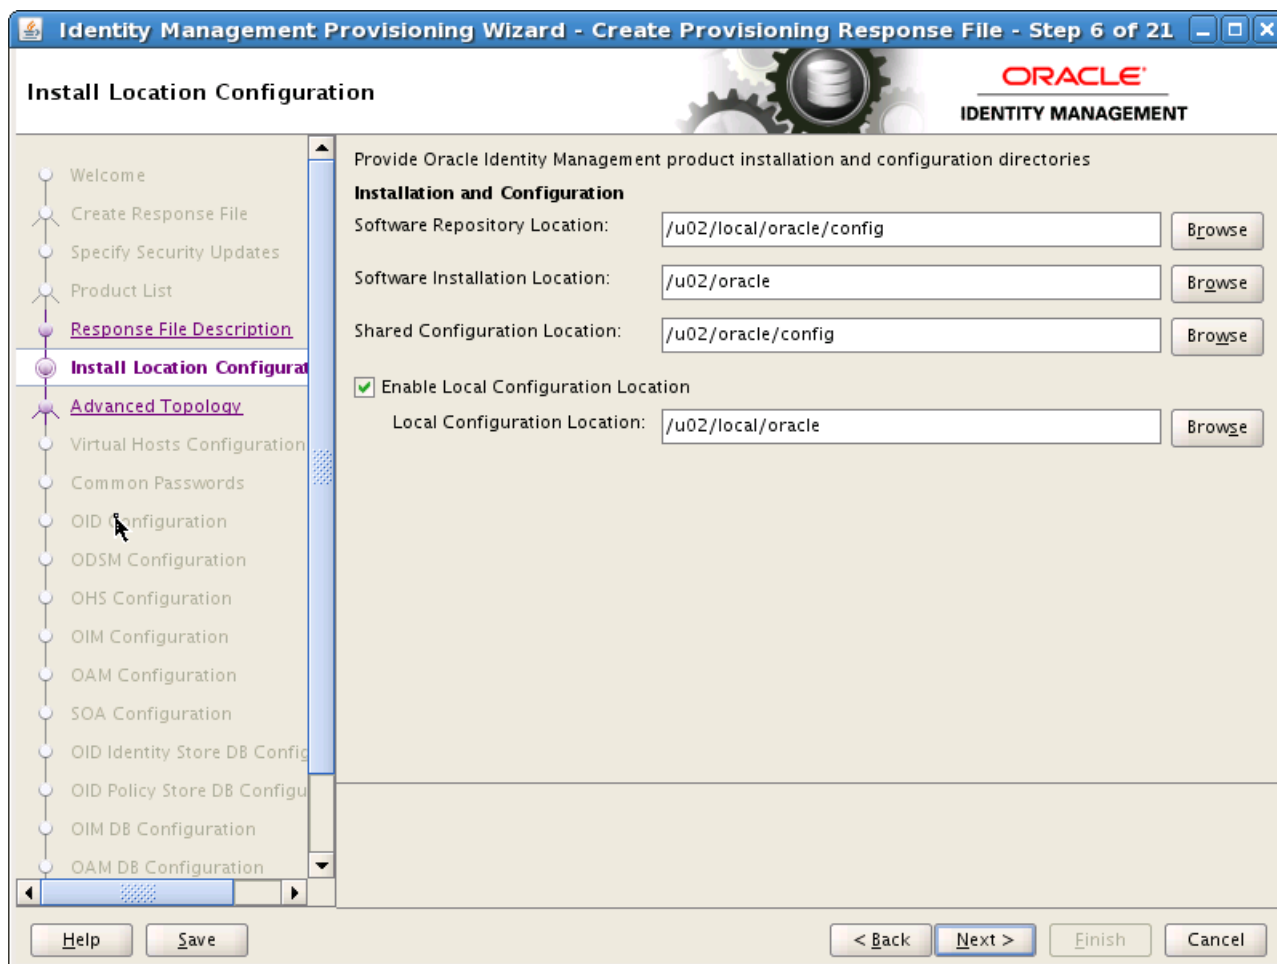 Identity Management Provisioning Wizard - Create Provisioning Response File - Step 6 of 21
Install Location Configuration
ORACLE
IDENTITY MANAGEMENT
Welcome
Create Response File
Specify Security Updates
Product List
Response File Description
Install Location Configurat
Advanced Topology
Virtual Hosts Configuration
Common Passwords
OID Configuration
ODSM Configuration
OHS Configuration
OIM Configuration
OAM Configuration
SOA Configuration
OID Identity Store DB Config
OID Policy Store DB Configu
OIM DB Configuration
OAM DB Configuration
Provide Oracle Identity Management product installation and configuration directories
Installation and Configuration
Software Repository Location: /u02/local/oracle/config Browse
Software Installation Location: /u02/oracle Browse
Shared Configuration Location: /u02/oracle/config Browse
Enable Local Configuration Location
Local Configuration Location: /u02/local/oracle Browse
Help Save < Back Next > Finish Cancel